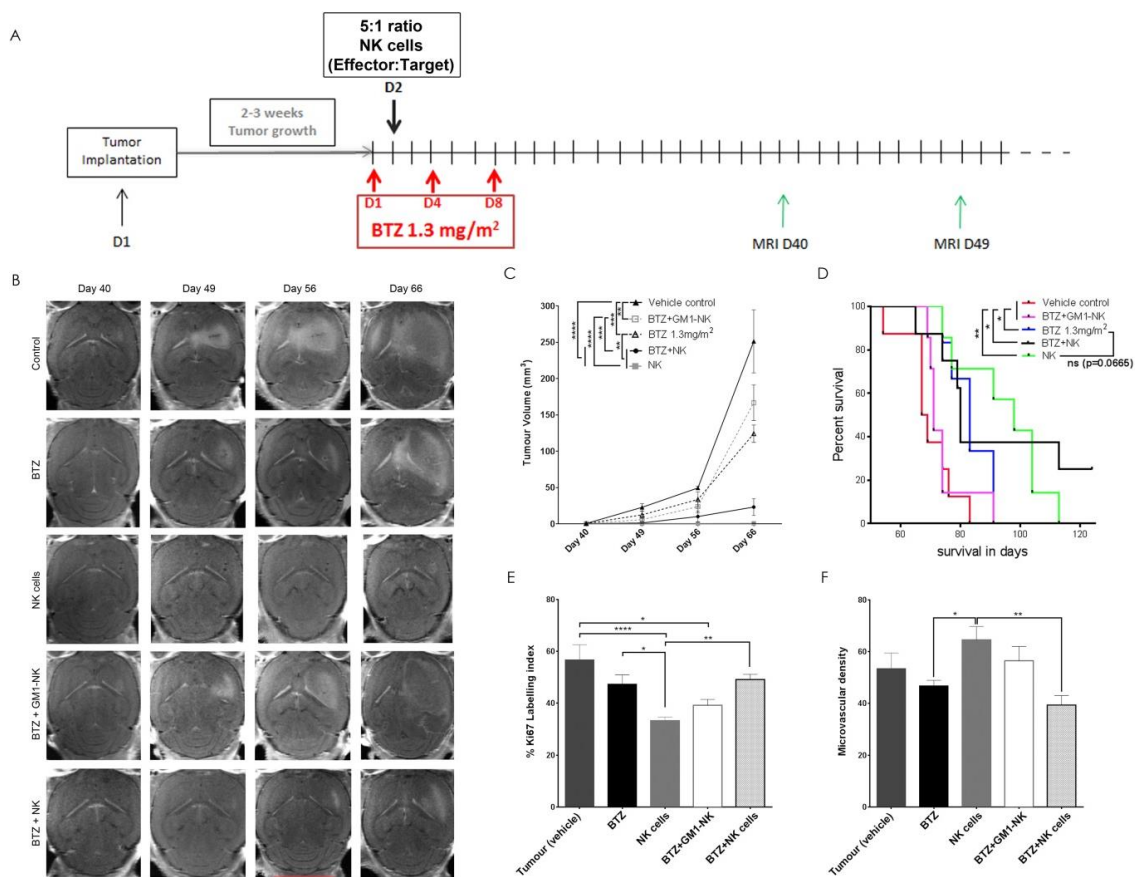 A
5:1 ratio
NK cells
(Effector:Target)
D2
2-3 weeks
Tumor growth
Tumor
Implantation
D1
D1 D4 D8
BTZ 1.3 mg/m²
MRI D40
MRI D49
B
Day 40 Day 49 Day 56 Day 66
Control
BTZ
NK cells
BTZ + GM1-NK
BTZ + NK
C
Tumour Volume (mm³)
300
250
200
150
100
50
0
Day 40 Day 49 Day 56 Day 66
**** **** *** *** ** ** 
Vehicle control
BTZ+GM1-NK
BTZ 1.3mg/m²
BTZ+NK
NK
D
Percent survival
100
80
60
40
20
0
60 80 100 120
survival in days
** * *
Vehicle control
BTZ+GM1-NK
BTZ 1.3mg/m²
BTZ+NK
NK
ns (p=0.0665)
E
% Ki67 Labelling index
80
60
40
20
0
*
****
**
*
Tumour (vehicle)
BTZ
NK cells
BTZ+GM1-NK
BTZ+NK cells
F
Microvascular density
80
60
40
20
0
* **
Tumour (vehicle)
BTZ
NK cells
BTZ+GM1-NK
BTZ+NK cells